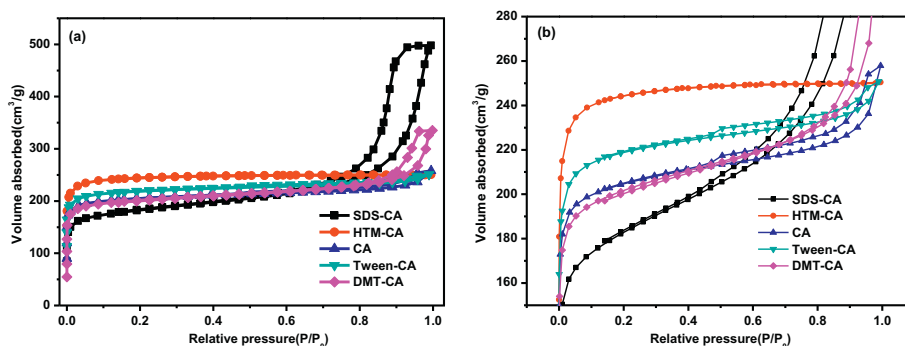 (a)
500
400
300
200
100
0
Volume absorbed(cm³/g)
SDS-CA
HTM-CA
CA
Tween-CA
DMT-CA
0.0
0.2
0.4
0.6
0.8
1.0
Relative pressure(P/P₀)
(b)
280
260
240
220
200
180
160
Volume absorbed(cm³/g)
SDS-CA
HTM-CA
CA
Tween-CA
DMT-CA
0.0
0.2
0.4
0.6
0.8
1.0
Relative pressure(P/P₀)